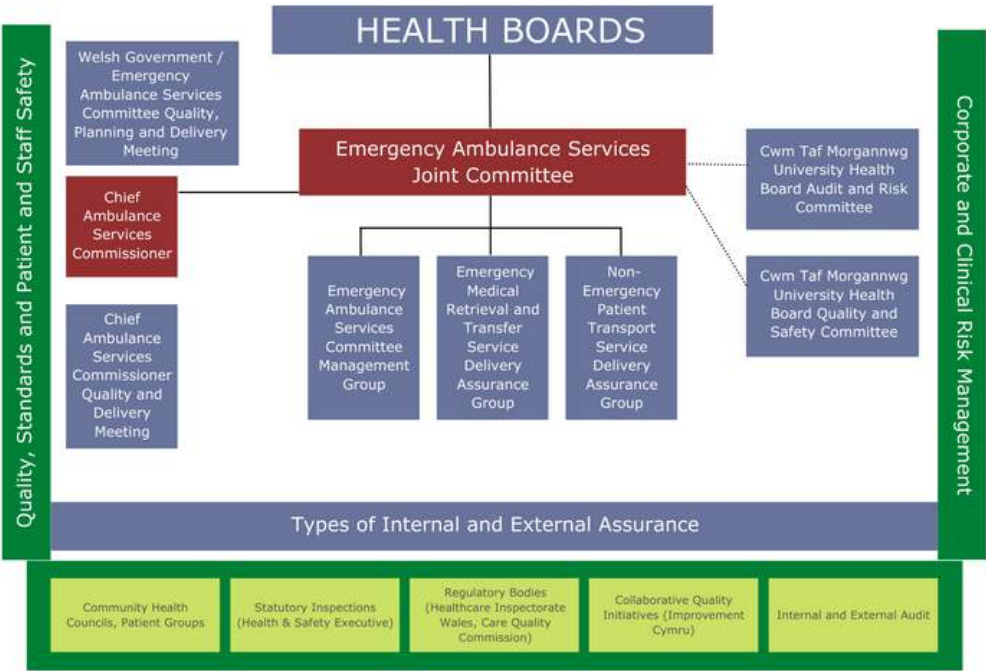 HEALTH BOARDS
Quality, Standards and Patient and Staff Safety
Welsh Government /
Emergency
Ambulance Services
Committee Quality,
Planning and Delivery
Meeting
Emergency Ambulance Services
Joint Committee
Cwm Taf Morgannwg
University Health
Board Audit and Risk
Committee
Corporate and Clinical Risk Management
Chief
Ambulance
Services
Commissioner
Emergency
Ambulance
Services
Committee
Management
Group
Emergency
Medical
Retrieval and
Transfer
Service
Delivery
Assurance
Group
Non-
Emergency
Patient
Transport
Service
Delivery
Assurance
Group
Cwm Taf Morgannwg
University Health
Board Quality and
Safety Committee
Chief
Ambulance
Services
Commissioner
Quality and
Delivery
Meeting
Types of Internal and External Assurance
Community Health
Councils, Patient Groups
Statutory Inspections
(Health & Safety Executive)
Regulatory Bodies
(Healthcare Inspectorate
Wales, Care Quality
Commission)
Collaborative Quality
Initiatives (Improvement
Cymru)
Internal and External Audit